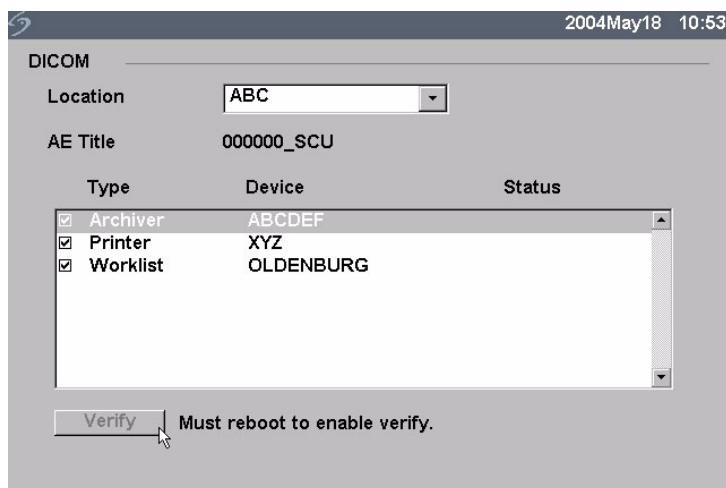 2004May18 10:53
DICOM
Location ABC
AE Title 000000_SCU
Type Device Status
Archiver ABCDEF
Printer XYZ
Worklist OLDENBURG
Verify Must reboot to enable verify.